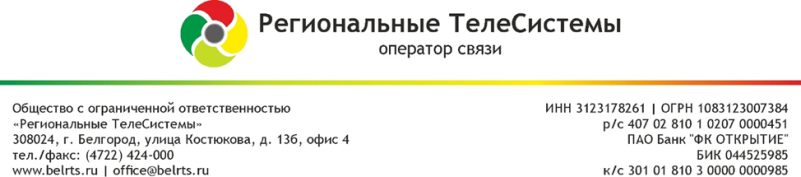 Региональные ТелеСистемы
оператор связи
Общество с ограниченной ответственностью
«Региональные ТелеСистемы»
308024, г. Белгород, улица Костюкова, д. 13б, офис 4
тел./факс: (4722) 424-000
www.belrts.ru | office@belrts.ru
ИНН 3123178261 | ОГРН 1083123007384
р/с 407 02 810 1 0207 0000451
ПАО Банк "ФК ОТКРЫТИЕ"
БИК 044525985
к/с 301 01 810 3 0000 0000985